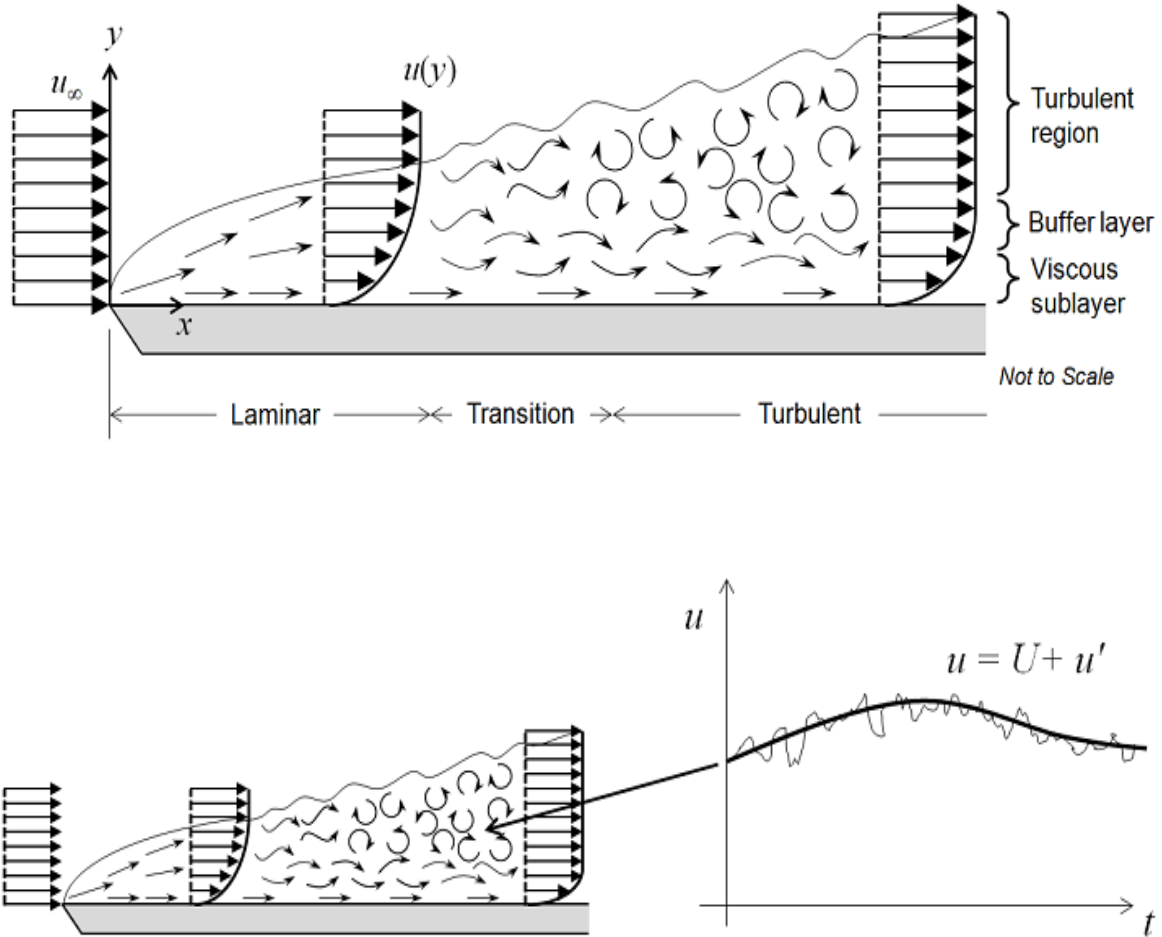 y
u∞
u(y)
Turbulent
region
Buffer layer
Viscous
sublayer
x
Not to Scale
Laminar
Transition
Turbulent
u
u = U + u'
t